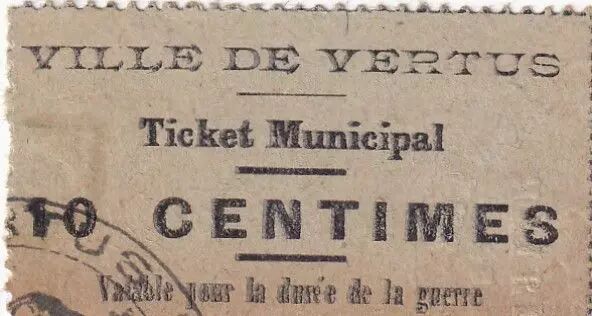 VILLE DE VERTUS
Ticket Municipal
10 CENTIMES
Valable pour la durée de la guerre